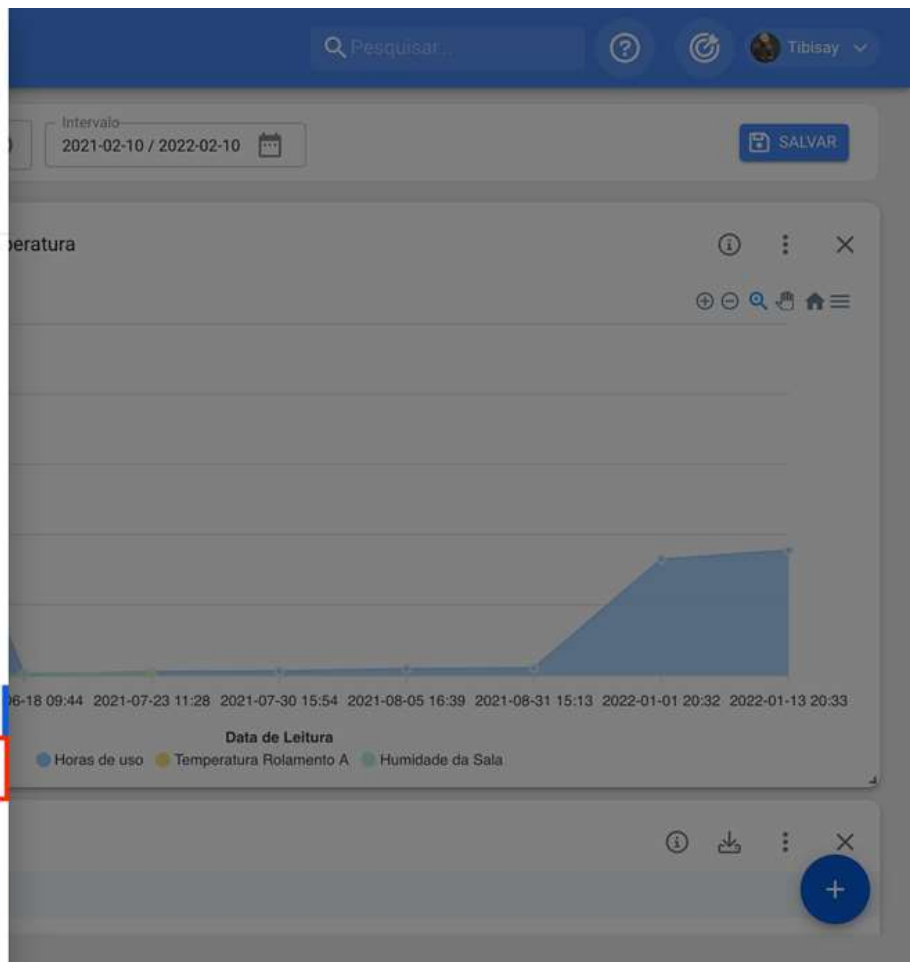 Pesquisar...
Tibisay
Intervalo
2021-02-10 / 2022-02-10
SALVAR
peratura
06-18 09:44 2021-07-23 11:28 2021-07-30 15:54 2021-08-05 16:39 2021-08-31 15:13 2022-01-01 20:32 2022-01-13 20:33
Data de Leitura
Horas de uso Temperatura Rolamento A Humidade da Sala